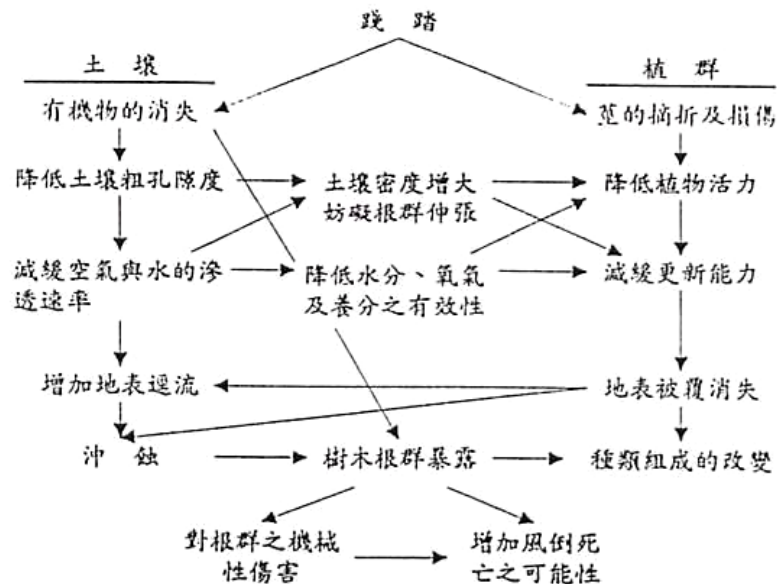 踐踏
土壤
植群
有機物的消失
莖的摘折及損傷
降低土壤粗孔隙度
土壤密度增大
妨礙根群伸張
降低植物活力
減緩空氣與水的滲
透速率
降低水分、氧氣
及養分之有效性
減緩更新能力
增加地表逕流
地表被覆消失
沖蝕
樹木根群暴露
種類組成的改變
對根群之機械
性傷害
增加風倒死
亡之可能性